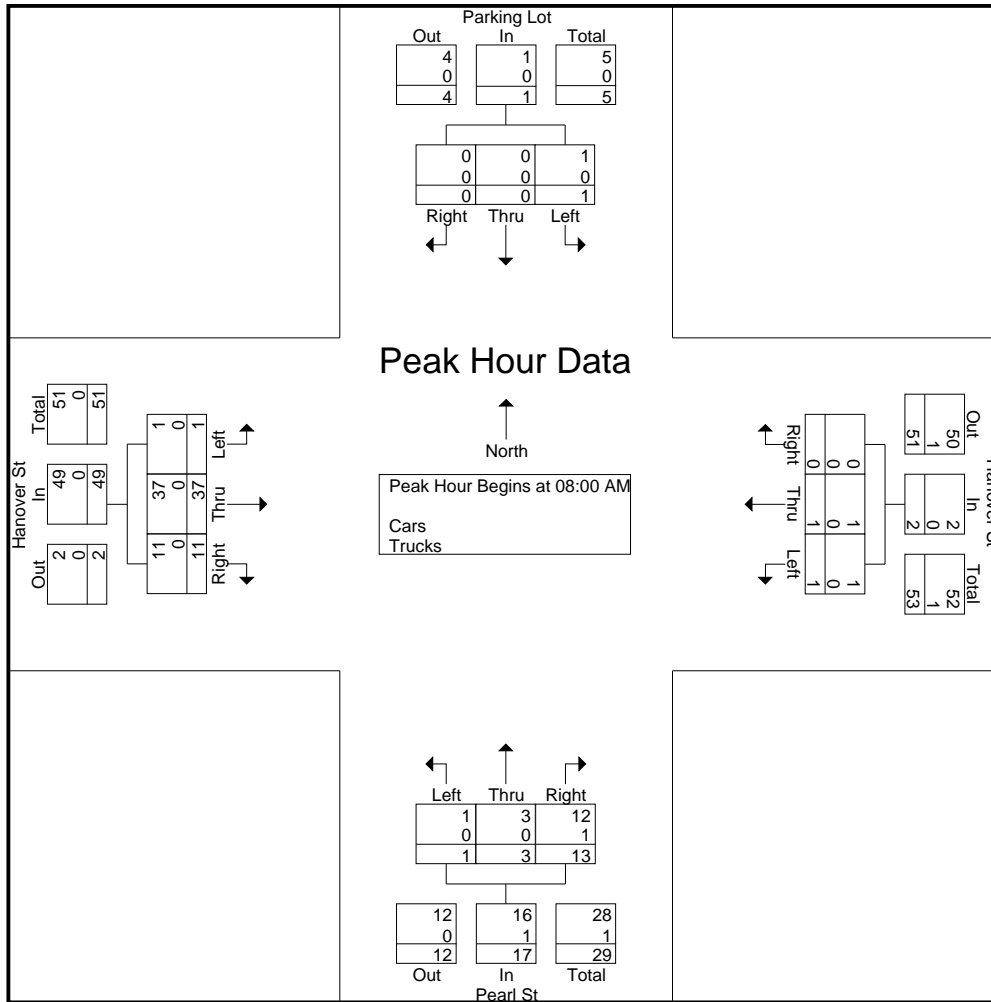 Parking Lot
Out In Total
4 1 5
0 0 0
4 1 5
0 0 1
0 0 0
0 0 1
Right Thru Left
Peak Hour Data
North
Peak Hour Begins at 08:00 AM
Cars
Trucks
Hanover St
Total In Out
51 49 2
0 0 0
51 49 2
1 37 11
0 0 0
1 37 11
Left Thru Right
Out In Total
50 2 52
1 0 1
51 2 53
0 1 1
0 0 0
0 1 1
Right Thru Left
Left Thru Right
1 3 12
0 0 1
1 3 13
12 16 28
0 1 1
12 17 29
Out In Total
Pearl St